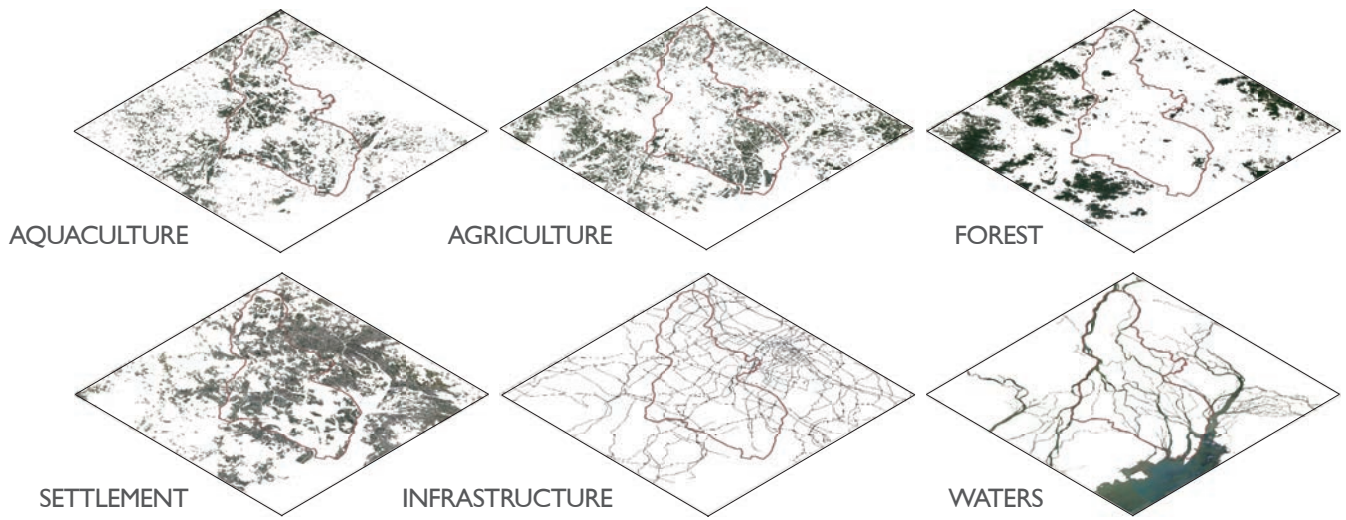 AQUACULTURE
AGRICULTURE
FOREST
SETTLEMENT
INFRASTRUCTURE
WATERS